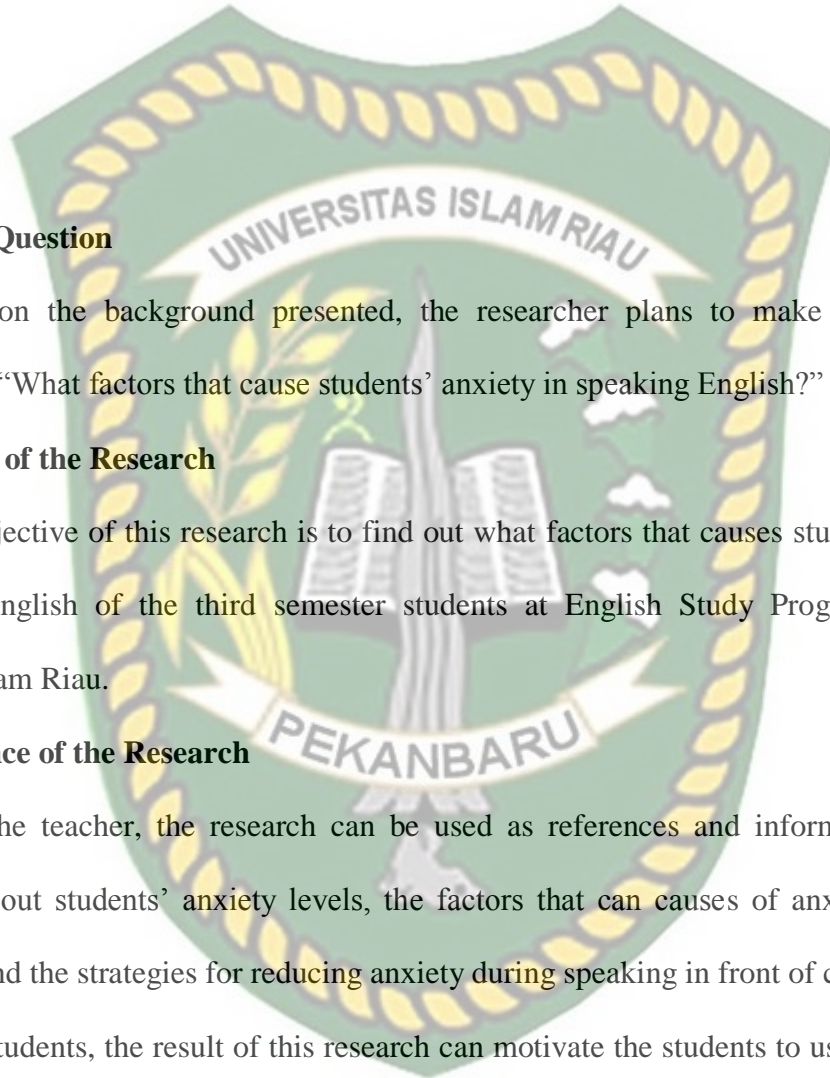 UNIVERSITAS ISLAM RIAU
Question
on the background presented, the researcher plans to make
“What factors that cause students’ anxiety in speaking English?”
of the Research
jective of this research is to find out what factors that causes stu
nglish of the third semester students at English Study Prog
am Riau.
PEKANBARU
ce of the Research
he teacher, the research can be used as references and inform
out students’ anxiety levels, the factors that can causes of anx
nd the strategies for reducing anxiety during speaking in front of c
tudents, the result of this research can motivate the students to us